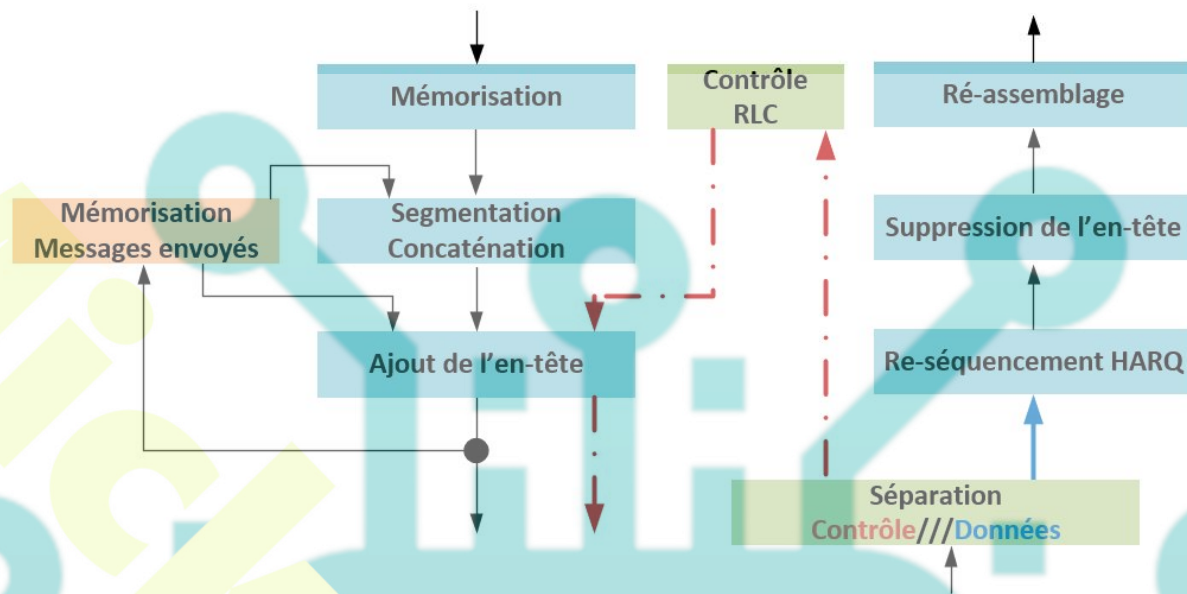 Mémorisation
Contrôle
RLC
Ré-assemblage
Mémorisation
Messages envoyés
Segmentation
Concaténation
Suppression de l'en-tête
Ajout de l'en-tête
Re-séquencement HARQ
Séparation
Contrôle///Données